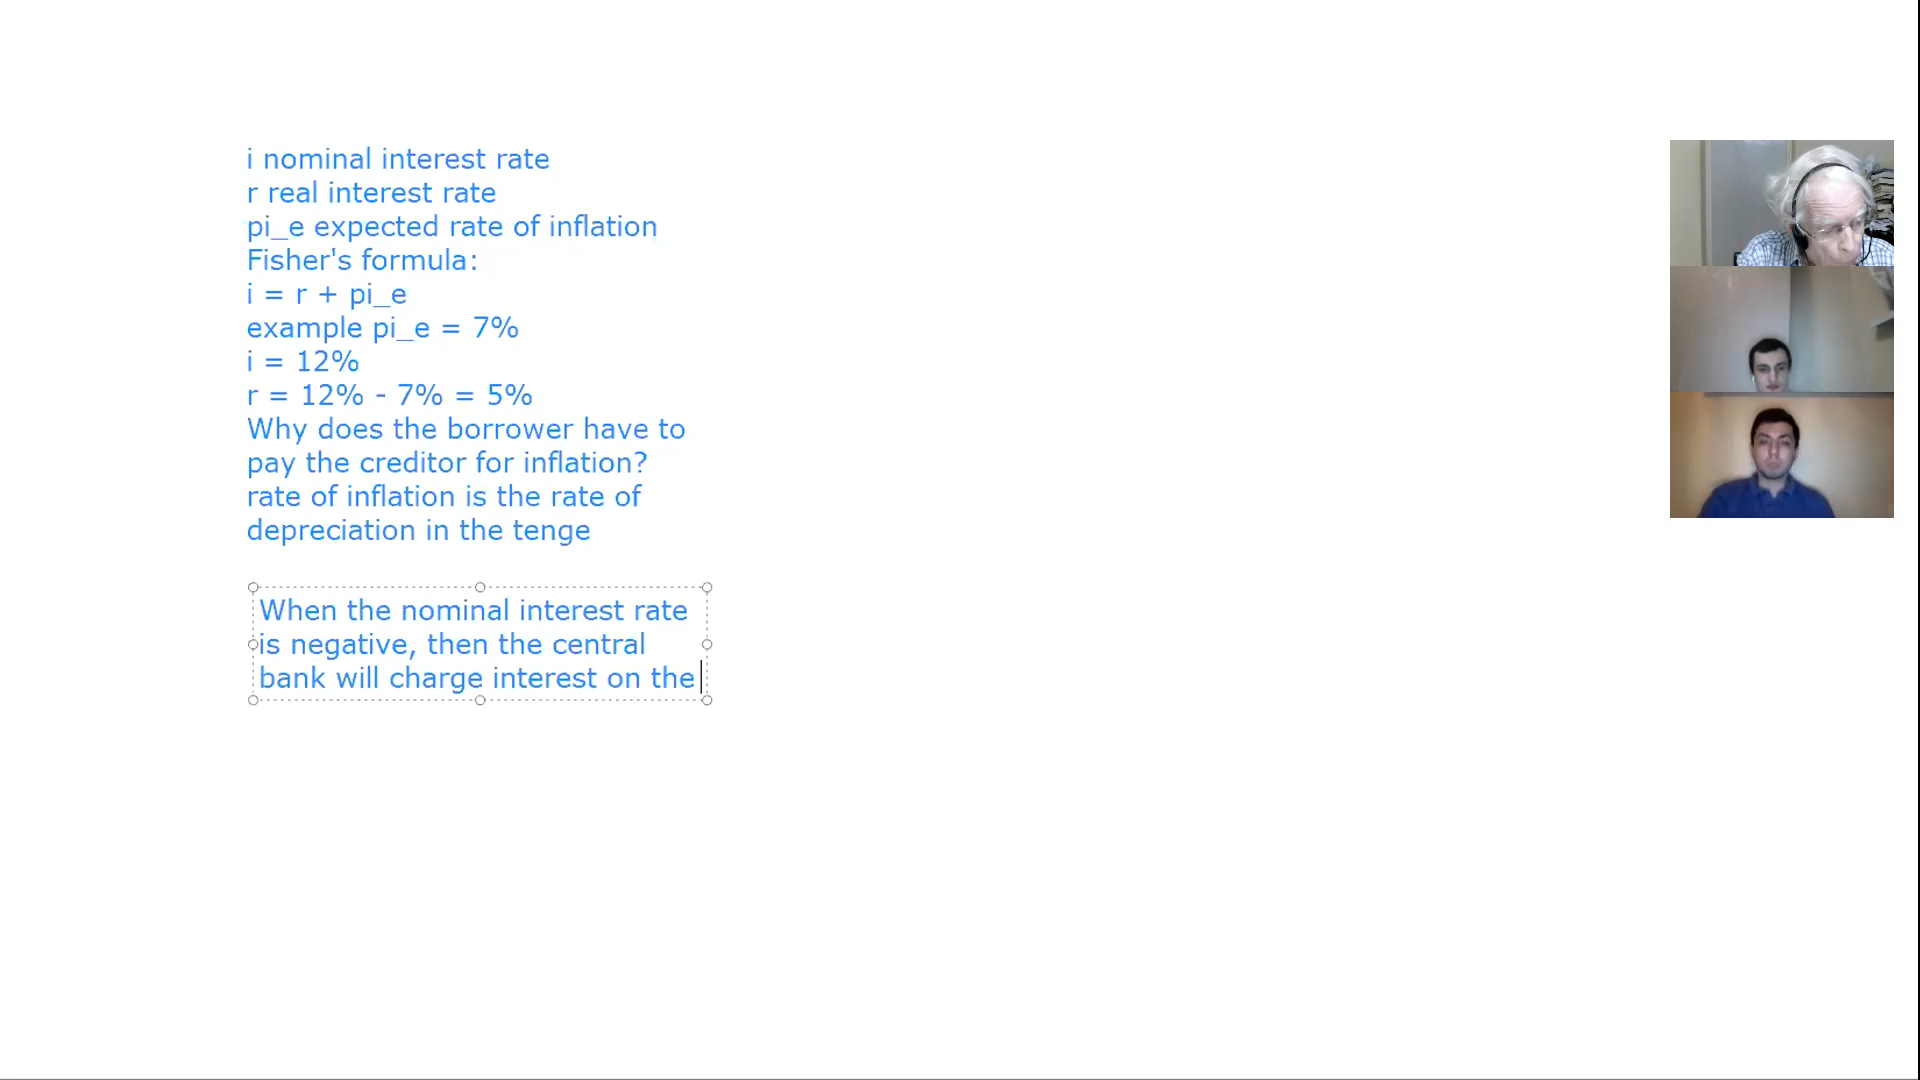 i nominal interest rate
r real interest rate
pi_e expected rate of inflation
Fisher's formula:
i = r + pi_e
example pi_e = 7%
i = 12%
r = 12% - 7% = 5%
Why does the borrower have to
pay the creditor for inflation?
rate of inflation is the rate of
depreciation in the tenge
When the nominal interest rate
is negative, then the central
bank will charge interest on the